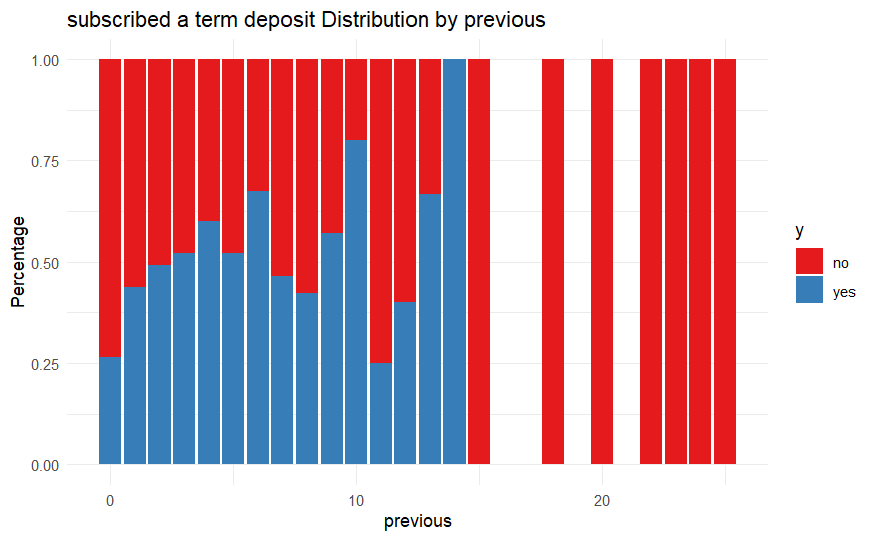 subscribed a term deposit Distribution by previous
Percentage
1.00
0.75
0.50
0.25
0.00
0
10
20
previous
y
no
yes